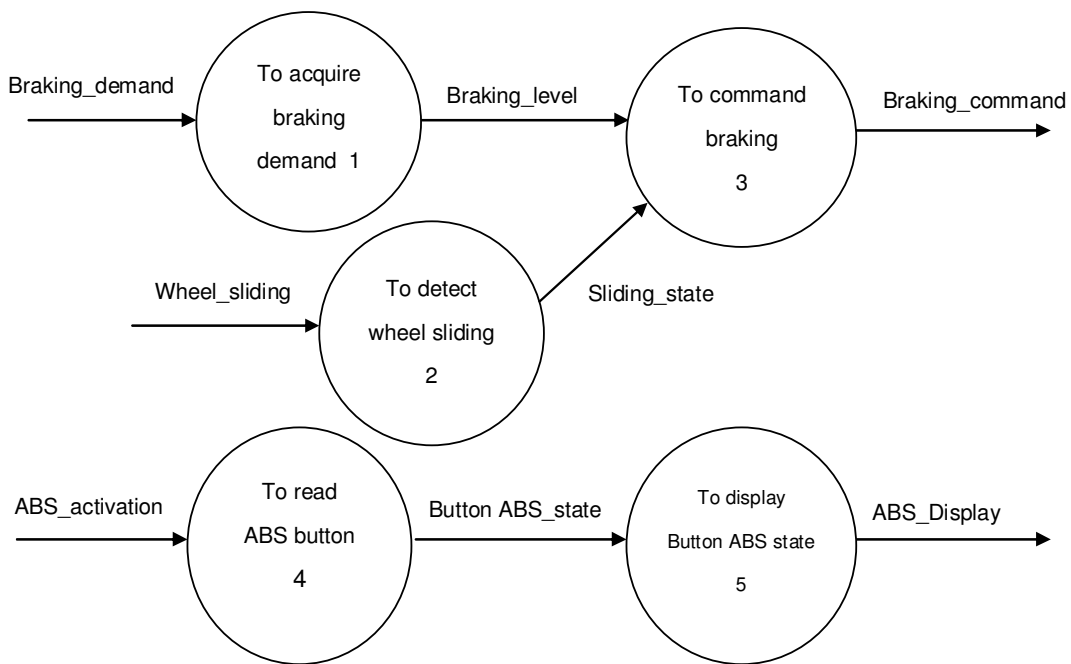 Braking_demand
To acquire
braking
demand 1
Braking_level
To command
braking
3
Braking_command
Wheel_sliding
To detect
wheel sliding
2
Sliding_state
ABS_activation
To read
ABS button
4
Button ABS_state
To display
Button ABS state
5
ABS_Display